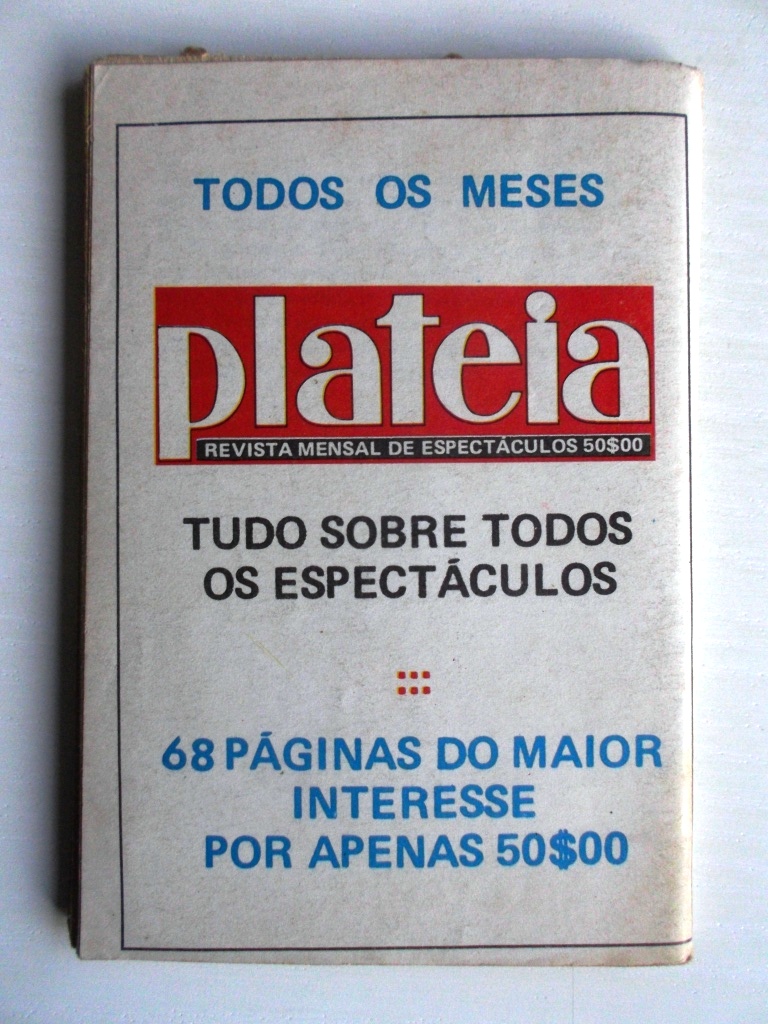 TODOS OS MESES
plateia
REVISTA MENSAL DE ESPECTÁCULOS 50$00
TUDO SOBRE TODOS
OS ESPECTÁCULOS
68 PÁGINAS DO MAIOR
INTERESSE
POR APENAS 50$00